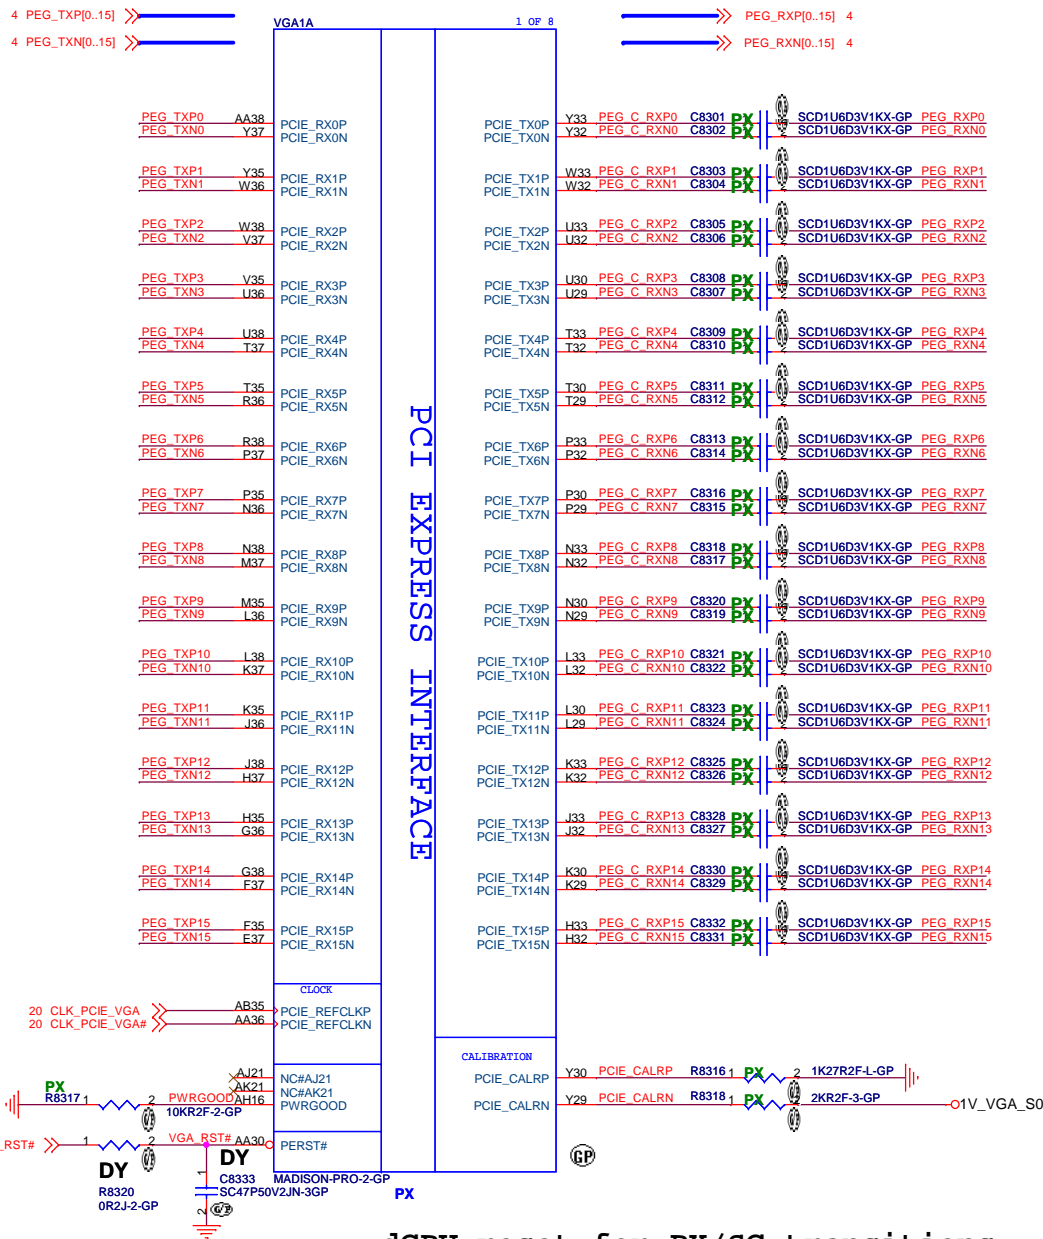 4 PEG_TXP[0..15]
4 PEG_TXN[0..15]
VGA1A 1 OF 8
PEG_RXP[0..15] 4
PEG_RXN[0..15] 4
PEG_TXP0 AA38 PCIE_RX0P PCIE_TX0P Y33 PEG_C_RXP0 C8301 PX SCD1U6D3V1KX-GP PEG_RXP0
PEG_TXN0 Y37 PCIE_RX0N PCIE_TX0N Y32 PEG_C_RXN0 C8302 PX SCD1U6D3V1KX-GP PEG_RXN0
PEG_TXP1 Y35 PCIE_RX1P PCIE_TX1P W33 PEG_C_RXP1 C8303 PX SCD1U6D3V1KX-GP PEG_RXP1
PEG_TXN1 W36 PCIE_RX1N PCIE_TX1N W32 PEG_C_RXN1 C8304 PX SCD1U6D3V1KX-GP PEG_RXN1
PEG_TXP2 W38 PCIE_RX2P PCIE_TX2P U33 PEG_C_RXP2 C8305 PX SCD1U6D3V1KX-GP PEG_RXP2
PEG_TXN2 V37 PCIE_RX2N PCIE_TX2N U32 PEG_C_RXN2 C8306 PX SCD1U6D3V1KX-GP PEG_RXN2
PEG_TXP3 V35 PCIE_RX3P PCIE_TX3P U30 PEG_C_RXP3 C8308 PX SCD1U6D3V1KX-GP PEG_RXP3
PEG_TXN3 U36 PCIE_RX3N PCIE_TX3N U29 PEG_C_RXN3 C8307 PX SCD1U6D3V1KX-GP PEG_RXN3
PEG_TXP4 U38 PCIE_RX4P PCIE_TX4P T33 PEG_C_RXP4 C8309 PX SCD1U6D3V1KX-GP PEG_RXP4
PEG_TXN4 T37 PCIE_RX4N PCIE_TX4N T32 PEG_C_RXN4 C8310 PX SCD1U6D3V1KX-GP PEG_RXN4
PEG_TXP5 T35 PCIE_RX5P PCIE_TX5P T30 PEG_C_RXP5 C8311 PX SCD1U6D3V1KX-GP PEG_RXP5
PEG_TXN5 R36 PCIE_RX5N PCIE_TX5N T29 PEG_C_RXN5 C8312 PX SCD1U6D3V1KX-GP PEG_RXN5
PEG_TXP6 R38 PCIE_RX6P PCIE_TX6P P33 PEG_C_RXP6 C8313 PX SCD1U6D3V1KX-GP PEG_RXP6
PEG_TXN6 P37 PCIE_RX6N PCIE_TX6N P32 PEG_C_RXN6 C8314 PX SCD1U6D3V1KX-GP PEG_RXN6
PEG_TXP7 P35 PCIE_RX7P PCIE_TX7P P30 PEG_C_RXP7 C8316 PX SCD1U6D3V1KX-GP PEG_RXP7
PEG_TXN7 N36 PCIE_RX7N PCIE_TX7N P29 PEG_C_RXN7 C8315 PX SCD1U6D3V1KX-GP PEG_RXN7
PEG_TXP8 N38 PCIE_RX8P PCIE_TX8P N33 PEG_C_RXP8 C8318 PX SCD1U6D3V1KX-GP PEG_RXP8
PEG_TXN8 M37 PCIE_RX8N PCIE_TX8N N32 PEG_C_RXN8 C8317 PX SCD1U6D3V1KX-GP PEG_RXN8
PEG_TXP9 M35 PCIE_RX9P PCIE_TX9P N30 PEG_C_RXP9 C8320 PX SCD1U6D3V1KX-GP PEG_RXP9
PEG_TXN9 L36 PCIE_RX9N PCIE_TX9N N29 PEG_C_RXN9 C8319 PX SCD1U6D3V1KX-GP PEG_RXN9
PEG_TXP10 L38 PCIE_RX10P PCIE_TX10P L33 PEG_C_RXP10 C8321 PX SCD1U6D3V1KX-GP PEG_RXP10
PEG_TXN10 K37 PCIE_RX10N PCIE_TX10N L32 PEG_C_RXN10 C8322 PX SCD1U6D3V1KX-GP PEG_RXN10
PEG_TXP11 K35 PCIE_RX11P PCIE_TX11P L30 PEG_C_RXP11 C8323 PX SCD1U6D3V1KX-GP PEG_RXP11
PEG_TXN11 J36 PCIE_RX11N PCIE_TX11N L29 PEG_C_RXN11 C8324 PX SCD1U6D3V1KX-GP PEG_RXN11
PEG_TXP12 J38 PCIE_RX12P PCIE_TX12P K33 PEG_C_RXP12 C8325 PX SCD1U6D3V1KX-GP PEG_RXP12
PEG_TXN12 H37 PCIE_RX12N PCIE_TX12N K32 PEG_C_RXN12 C8326 PX SCD1U6D3V1KX-GP PEG_RXN12
PEG_TXP13 H35 PCIE_RX13P PCIE_TX13P J33 PEG_C_RXP13 C8328 PX SCD1U6D3V1KX-GP PEG_RXP13
PEG_TXN13 G36 PCIE_RX13N PCIE_TX13N J32 PEG_C_RXN13 C8327 PX SCD1U6D3V1KX-GP PEG_RXN13
PEG_TXP14 G38 PCIE_RX14P PCIE_TX14P K30 PEG_C_RXP14 C8330 PX SCD1U6D3V1KX-GP PEG_RXP14
PEG_TXN14 F37 PCIE_RX14N PCIE_TX14N K29 PEG_C_RXN14 C8329 PX SCD1U6D3V1KX-GP PEG_RXN14
PEG_TXP15 F35 PCIE_RX15P PCIE_TX15P H33 PEG_C_RXP15 C8332 PX SCD1U6D3V1KX-GP PEG_RXP15
PEG_TXN15 E37 PCIE_RX15N PCIE_TX15N H32 PEG_C_RXN15 C8331 PX SCD1U6D3V1KX-GP PEG_RXN15
PCI EXPRESS INTERFACE
CLOCK
20 CLK_PCIE_VGA AB35 PCIE_REFCLKP
20 CLK_PCIE_VGA# AA36 PCIE_REFCLKN
CALIBRATION
AJ21 NC#AJ21 PCIE_CALRP Y30 PCIE_CALRP R8316 1 PX 2 1K27R2F-L-GP
AK21 NC#AK21
PX R8317 1 2 PWRGOOD AH16 PWRGOOD PCIE_CALRN Y29 PCIE_CALRN R8318 1 PX 2KR2F-3-GP 1V_VGA_S0
10KR2F-2-GP
_RST# 1 2 VGA_RST# AA30 PERST#
DY R8320 0R2J-2-GP
1 DY C8333 SC47P50V2JN-3GP 2
MADISON-PRO-2-GP
PX
GP